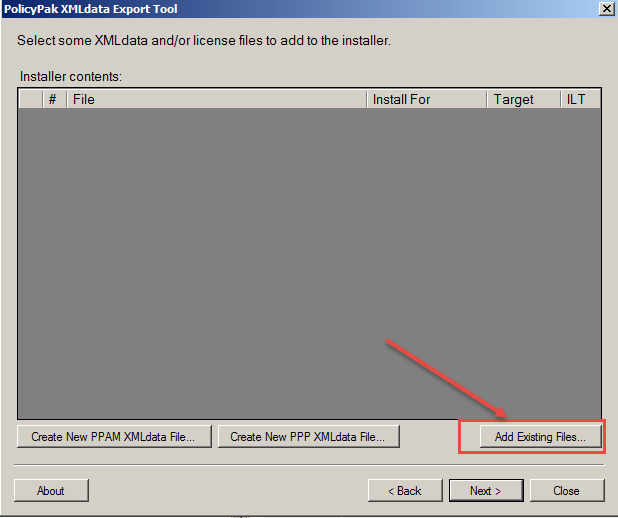 PolicyPak XMLdata Export Tool
Select some XMLdata and/or license files to add to the installer.
Installer contents:
# File Install For Target ILT
Create New PPAM XMLdata File... Create New PPP XMLdata File... Add Existing Files...
About < Back Next > Close